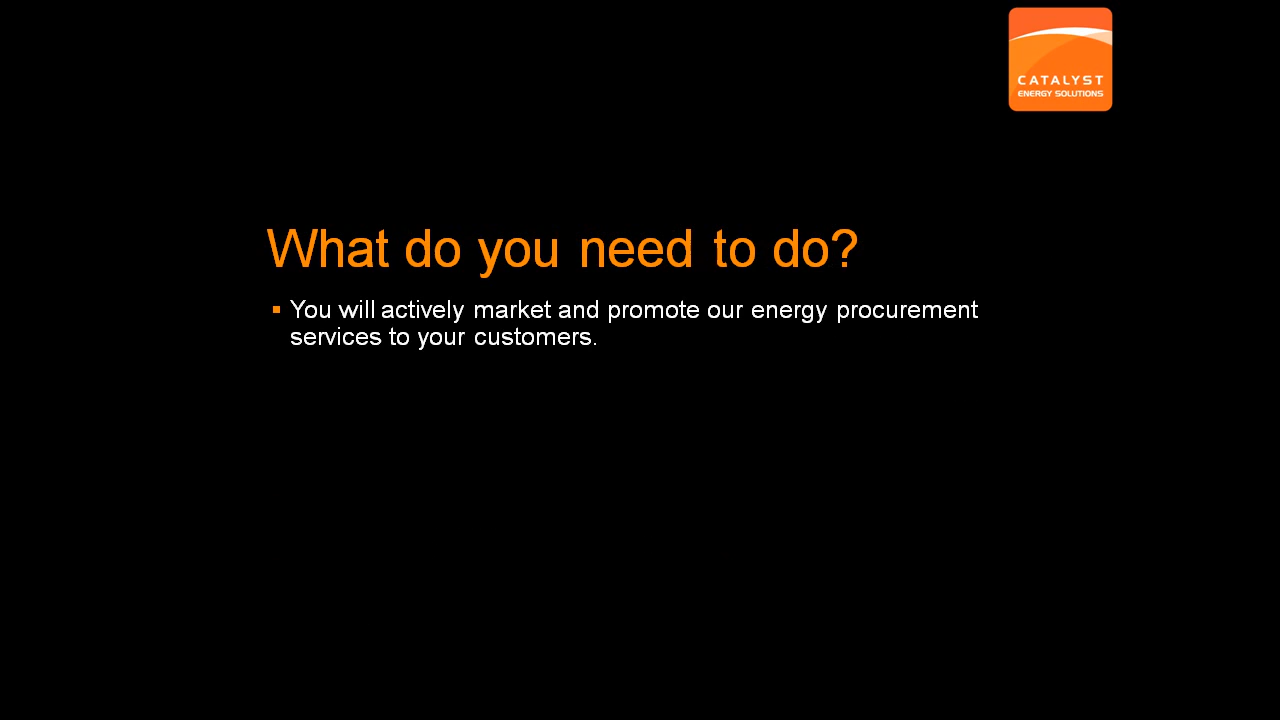 CATALYST
ENERGY SOLUTIONS
What do you need to do?
▪ You will actively market and promote our energy procurement
services to your customers.